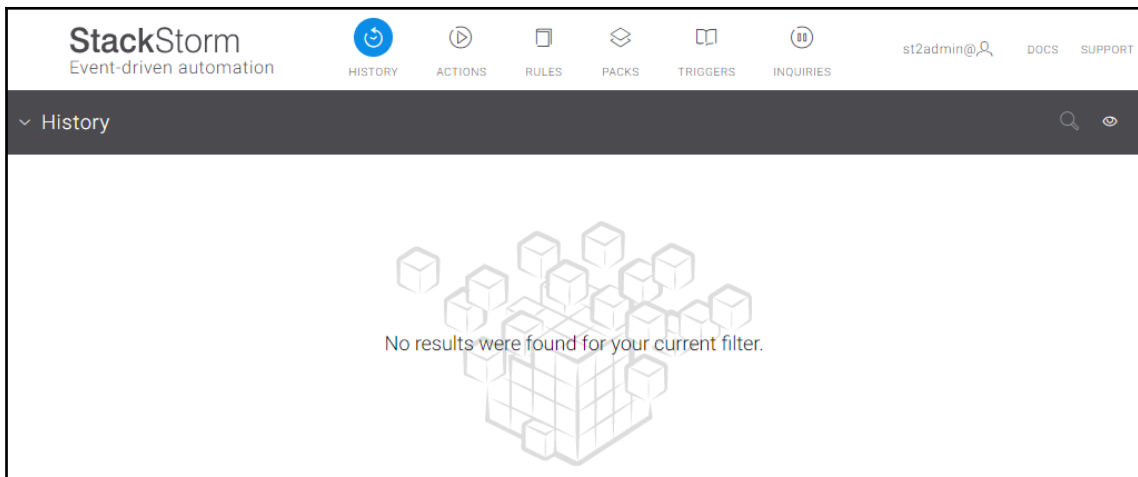 StackStorm
Event-driven automation
HISTORY
ACTIONS
RULES
PACKS
TRIGGERS
INQUIRIES
st2admin@
DOCS
SUPPORT
History
No results were found for your current filter.